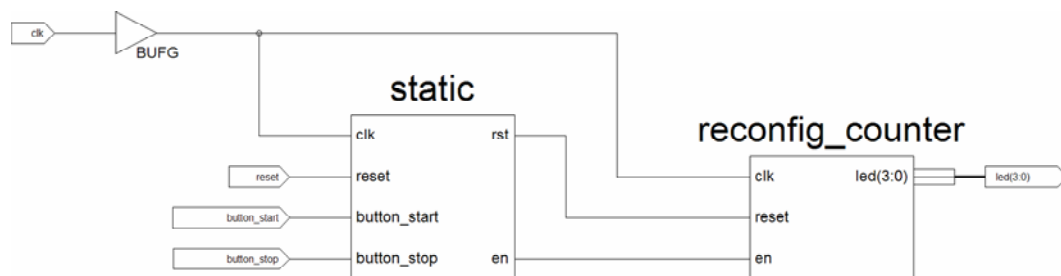 clk
BUFG
static
clk rst
reset reset
button_start button_start
button_stop button_stop en
reconfig_counter
clk led(3:0) led(3:0)
reset
en